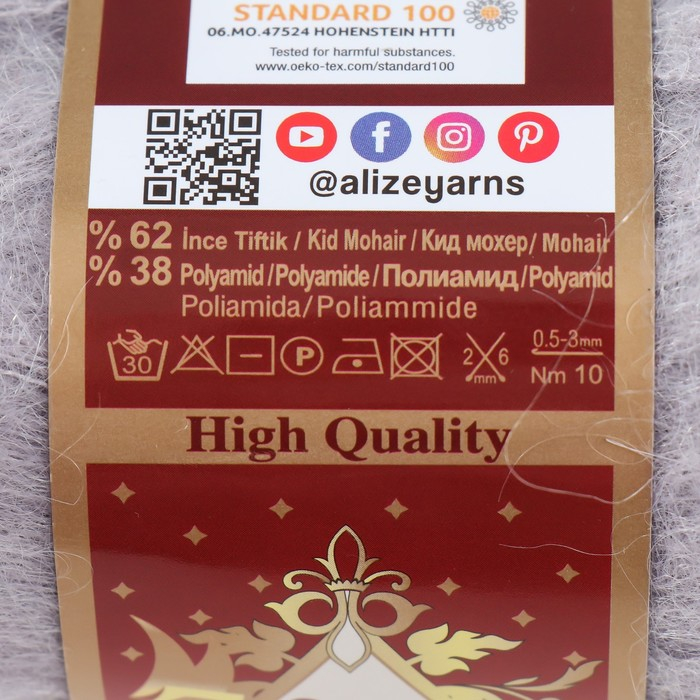 STANDARD 100
06.MO.47524 HOHENSTEIN HTTI
Tested for harmful substances.
www.oeko-tex.com/standard100
@alizeyarns
% 62 İnce Tiftik / Kid Mohair / Кид мохер/ Mohair
% 38 Polyamid / Polyamide / Полиамид / Polyamid
Poliamida / Poliammide
30 P 2 6 mm 0.5-3mm
Nm 10
High Quality